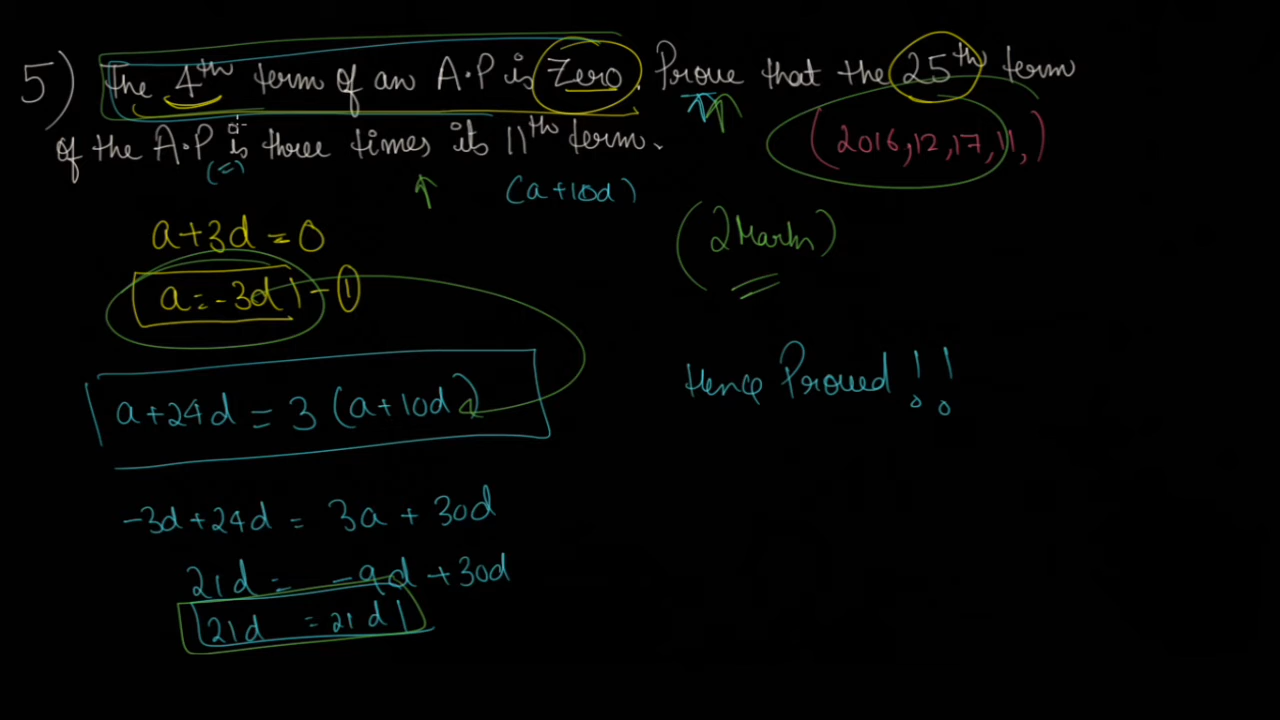 5) The 4th term of an A.P is Zero. Prove that the 25th term
of the A.P is three times its 11th term.
(2016,12,17,11,)
(=)
(a+10d)
a+3d = 0
(2 Marks)
a = -3d - ①
Hence Proved !!
a+24d = 3 (a+10d)
-3d+24d = 3a + 30d
21d = -9d + 30d
21d = 21d